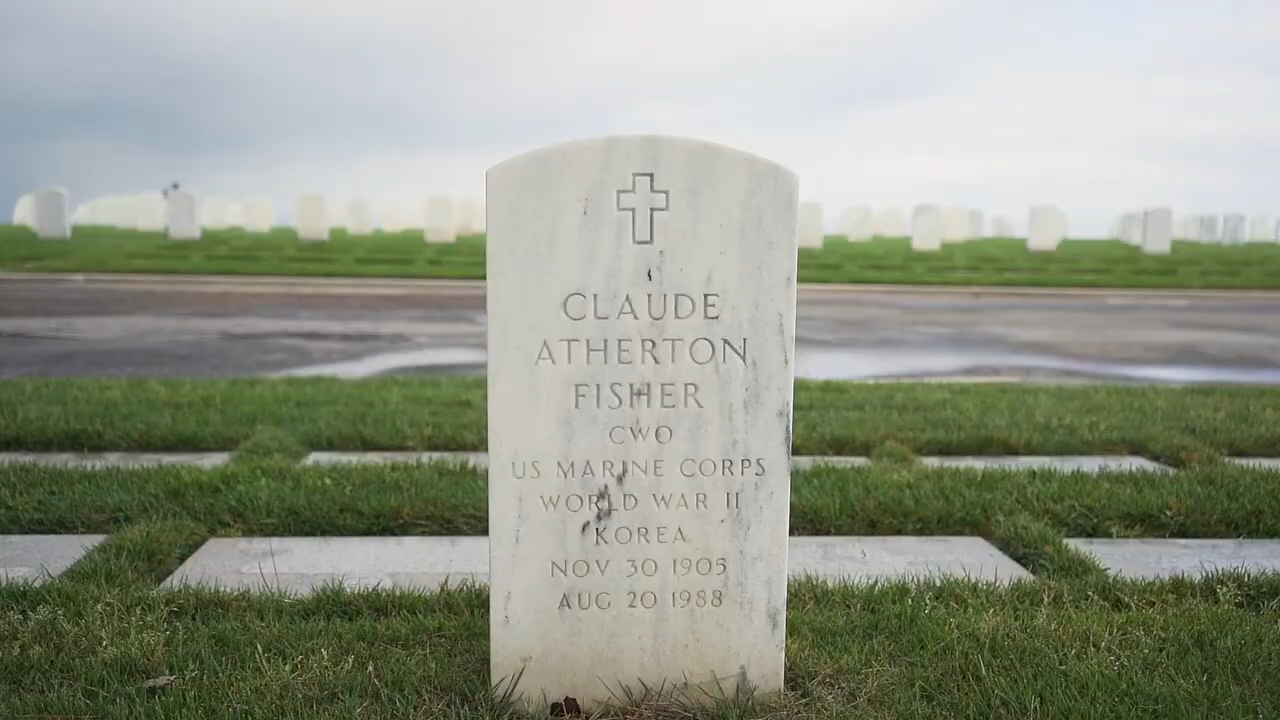 CLAUDE
ATHERTON
FISHER
CWO
US MARINE CORPS
WORLD WAR II
KOREA
NOV 30 1905
AUG 20 1988